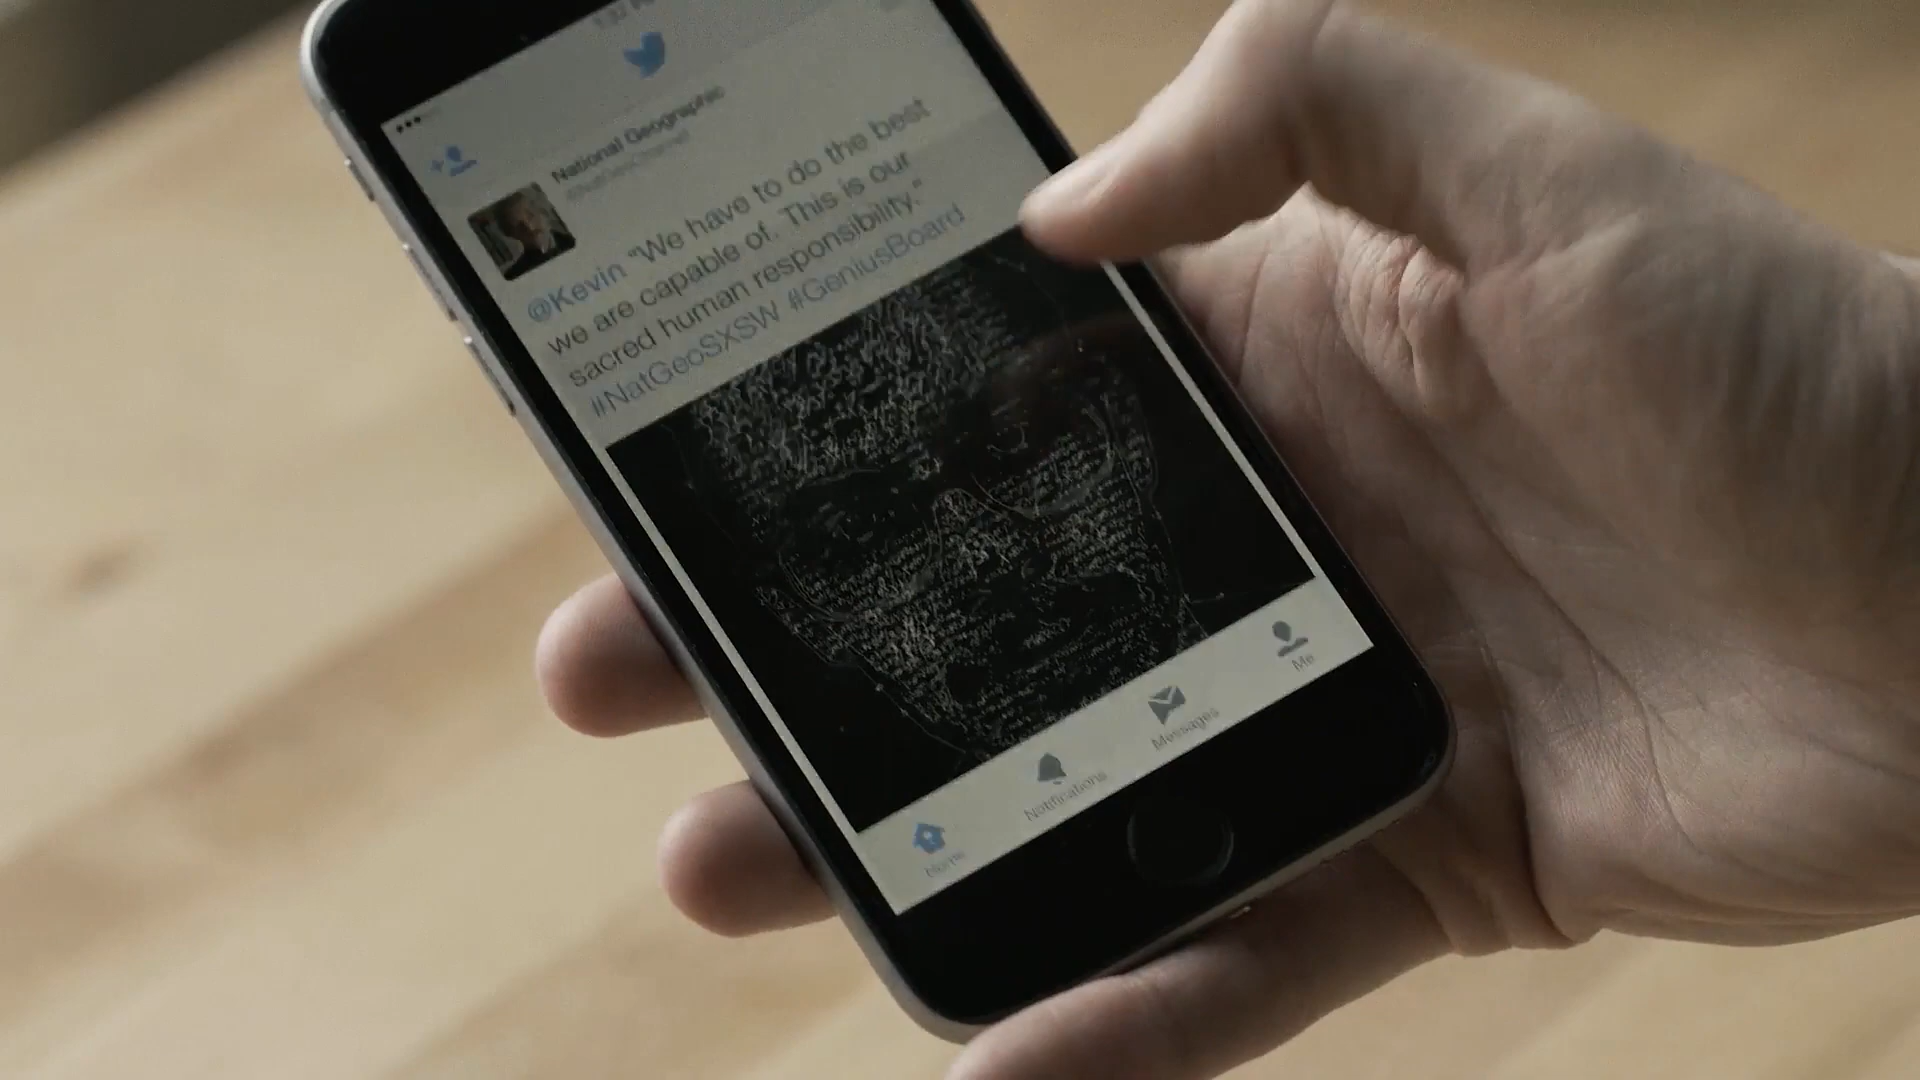 National Geographic
@Kevin "We have to do the best
we are capable of. This is our
sacred human responsibility."
#NatGeoSXSW #GeniusBoard
Home
Notifications
Messages
Me